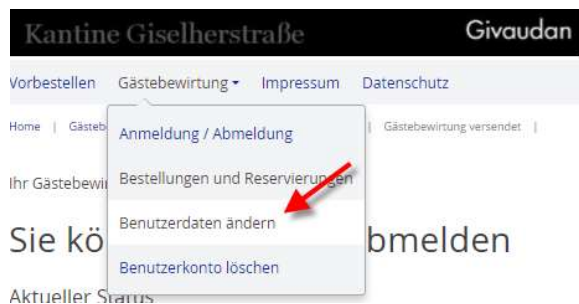 Kantine Giselherstraße Givaudan
Vorbestellen Gästebewirtung Impressum Datenschutz
Home | Gästeb | Gästebewirtung versendet |
Anmeldung / Abmeldung
Ihr Gästebewi
Bestellungen und Reservierungen
Benutzerdaten ändern
Sie kö bmelden
Benutzerkonto löschen
Aktueller Status